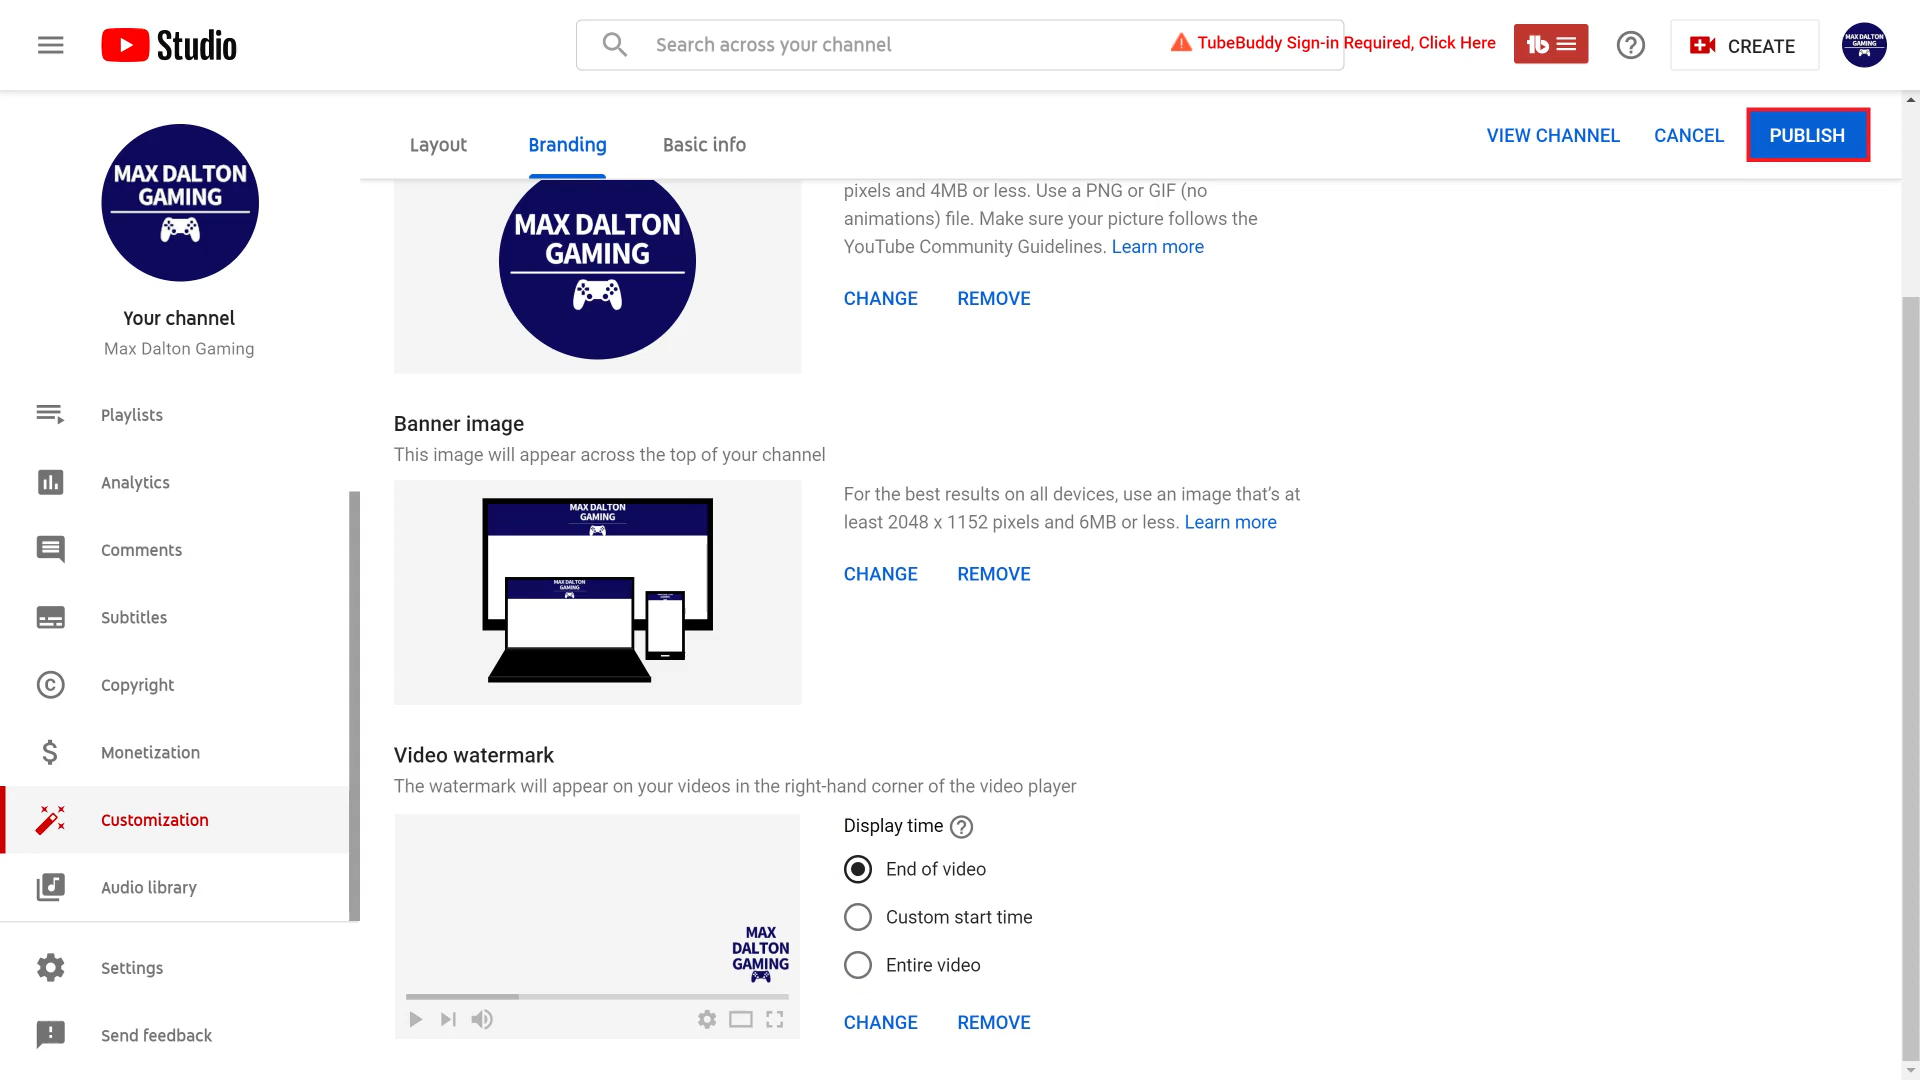 Studio
Search across your channel
TubeBuddy Sign-in Required, Click Here
tb
CREATE
MAX DALTON
GAMING
MAX DALTON
GAMING
Your channel
Max Dalton Gaming
Playlists
Analytics
Comments
Subtitles
Copyright
Monetization
Customization
Audio library
Settings
Send feedback
Layout
Branding
Basic info
VIEW CHANNEL
CANCEL
PUBLISH
MAX DALTON
GAMING
pixels and 4MB or less. Use a PNG or GIF (no
animations) file. Make sure your picture follows the
YouTube Community Guidelines. Learn more
CHANGE
REMOVE
Banner image
This image will appear across the top of your channel
MAX DALTON
GAMING
MAX DALTON
GAMING
For the best results on all devices, use an image that's at
least 2048 x 1152 pixels and 6MB or less. Learn more
CHANGE
REMOVE
Video watermark
The watermark will appear on your videos in the right-hand corner of the video player
MAX
DALTON
GAMING
Display time
End of video
Custom start time
Entire video
CHANGE
REMOVE